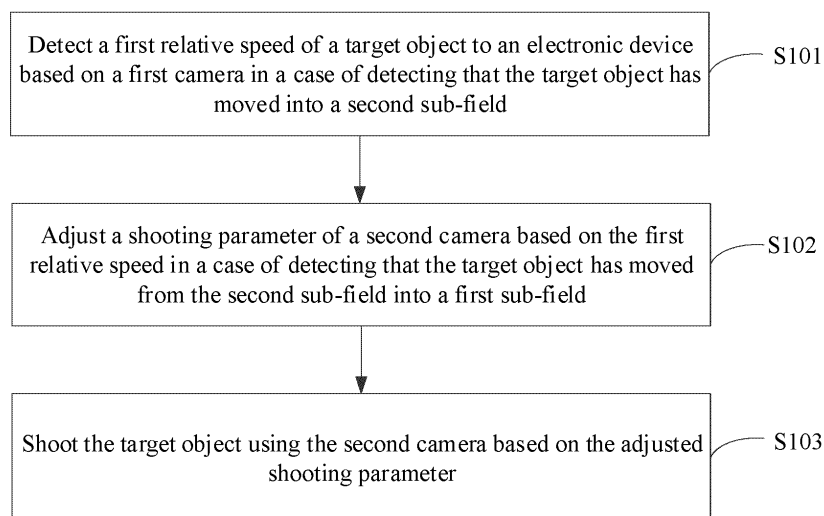 Detect a first relative speed of a target object to an electronic device
based on a first camera in a case of detecting that the target object has
moved into a second sub-field
S101
Adjust a shooting parameter of a second camera based on the first
relative speed in a case of detecting that the target object has moved
from the second sub-field into a first sub-field
S102
Shoot the target object using the second camera based on the adjusted
shooting parameter
S103